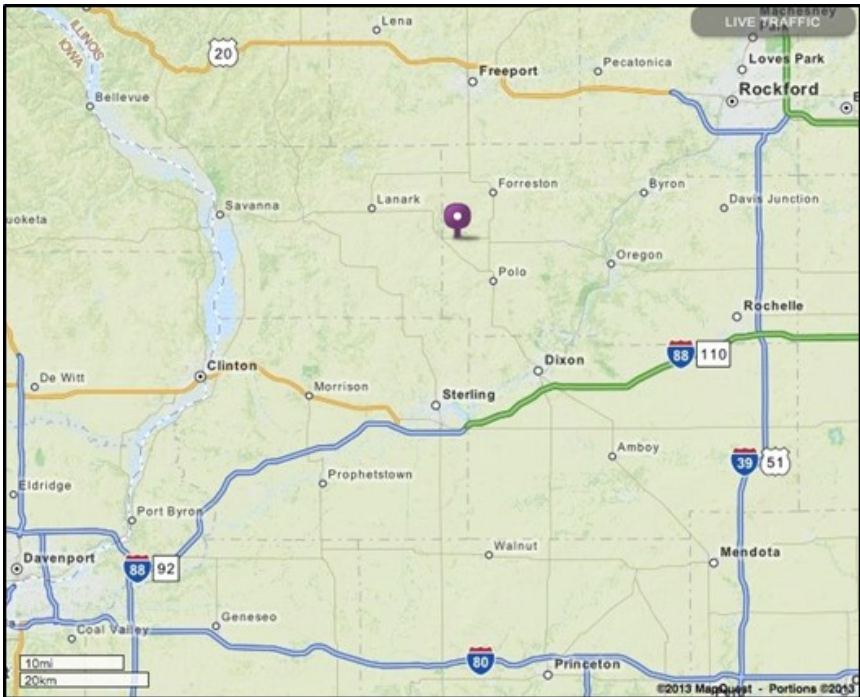 LIVE TRAFFIC
Machesney
Park
Lena
ILLINOIS
IOWA
20
Freeport
Pecatonica
Loves Park
Rockford
Bellevue
Forreston
Byron
Lanark
Davis Junction
Savanna
uoketa
Oregon
Polo
Rochelle
88
110
Dixon
Clinton
De Witt
Morrison
Sterling
Amboy
39
51
Prophetstown
Eldridge
Port Byron
Walnut
Mendota
Davenport
88
92
Geneseo
Coal Valley
80
Princeton
10mi
20km
©2013 MapQuest - Portions ©2013